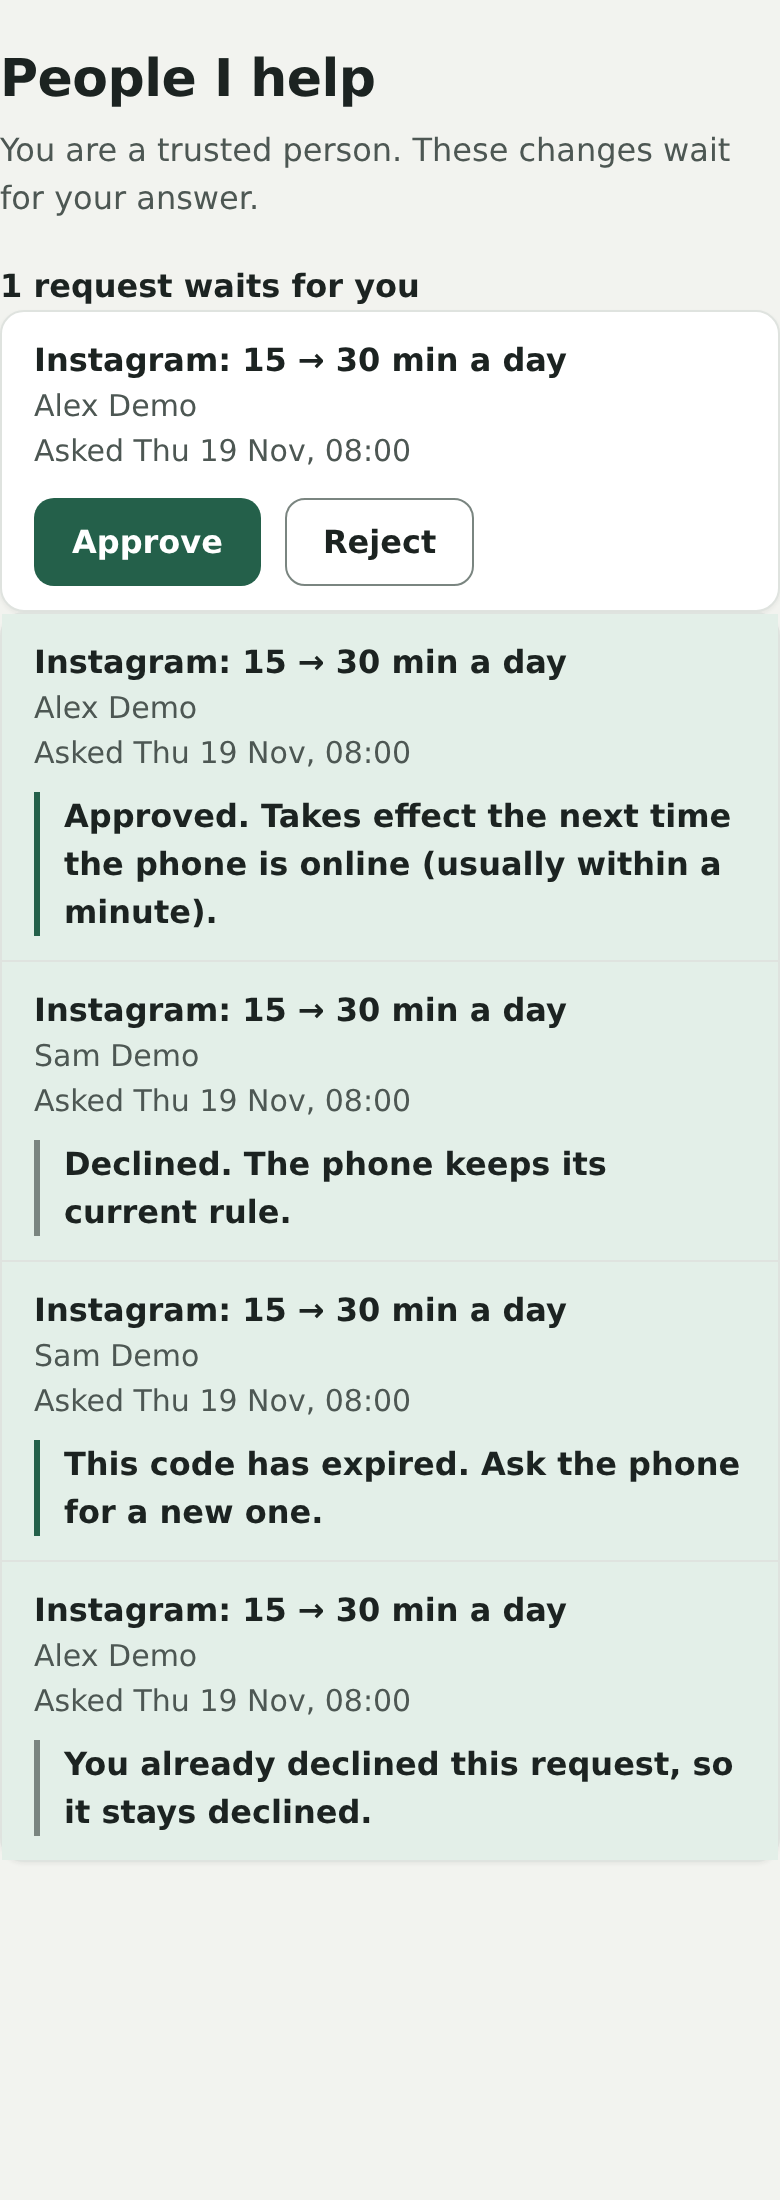 People I help
You are a trusted person. These changes wait
for your answer.
1 request waits for you
Instagram: 15 → 30 min a day
Alex Demo
Asked Thu 19 Nov, 08:00
Approve Reject
Instagram: 15 → 30 min a day
Alex Demo
Asked Thu 19 Nov, 08:00
Approved. Takes effect the next time
the phone is online (usually within a
minute).
Instagram: 15 → 30 min a day
Sam Demo
Asked Thu 19 Nov, 08:00
Declined. The phone keeps its
current rule.
Instagram: 15 → 30 min a day
Sam Demo
Asked Thu 19 Nov, 08:00
This code has expired. Ask the phone
for a new one.
Instagram: 15 → 30 min a day
Alex Demo
Asked Thu 19 Nov, 08:00
You already declined this request, so
it stays declined.